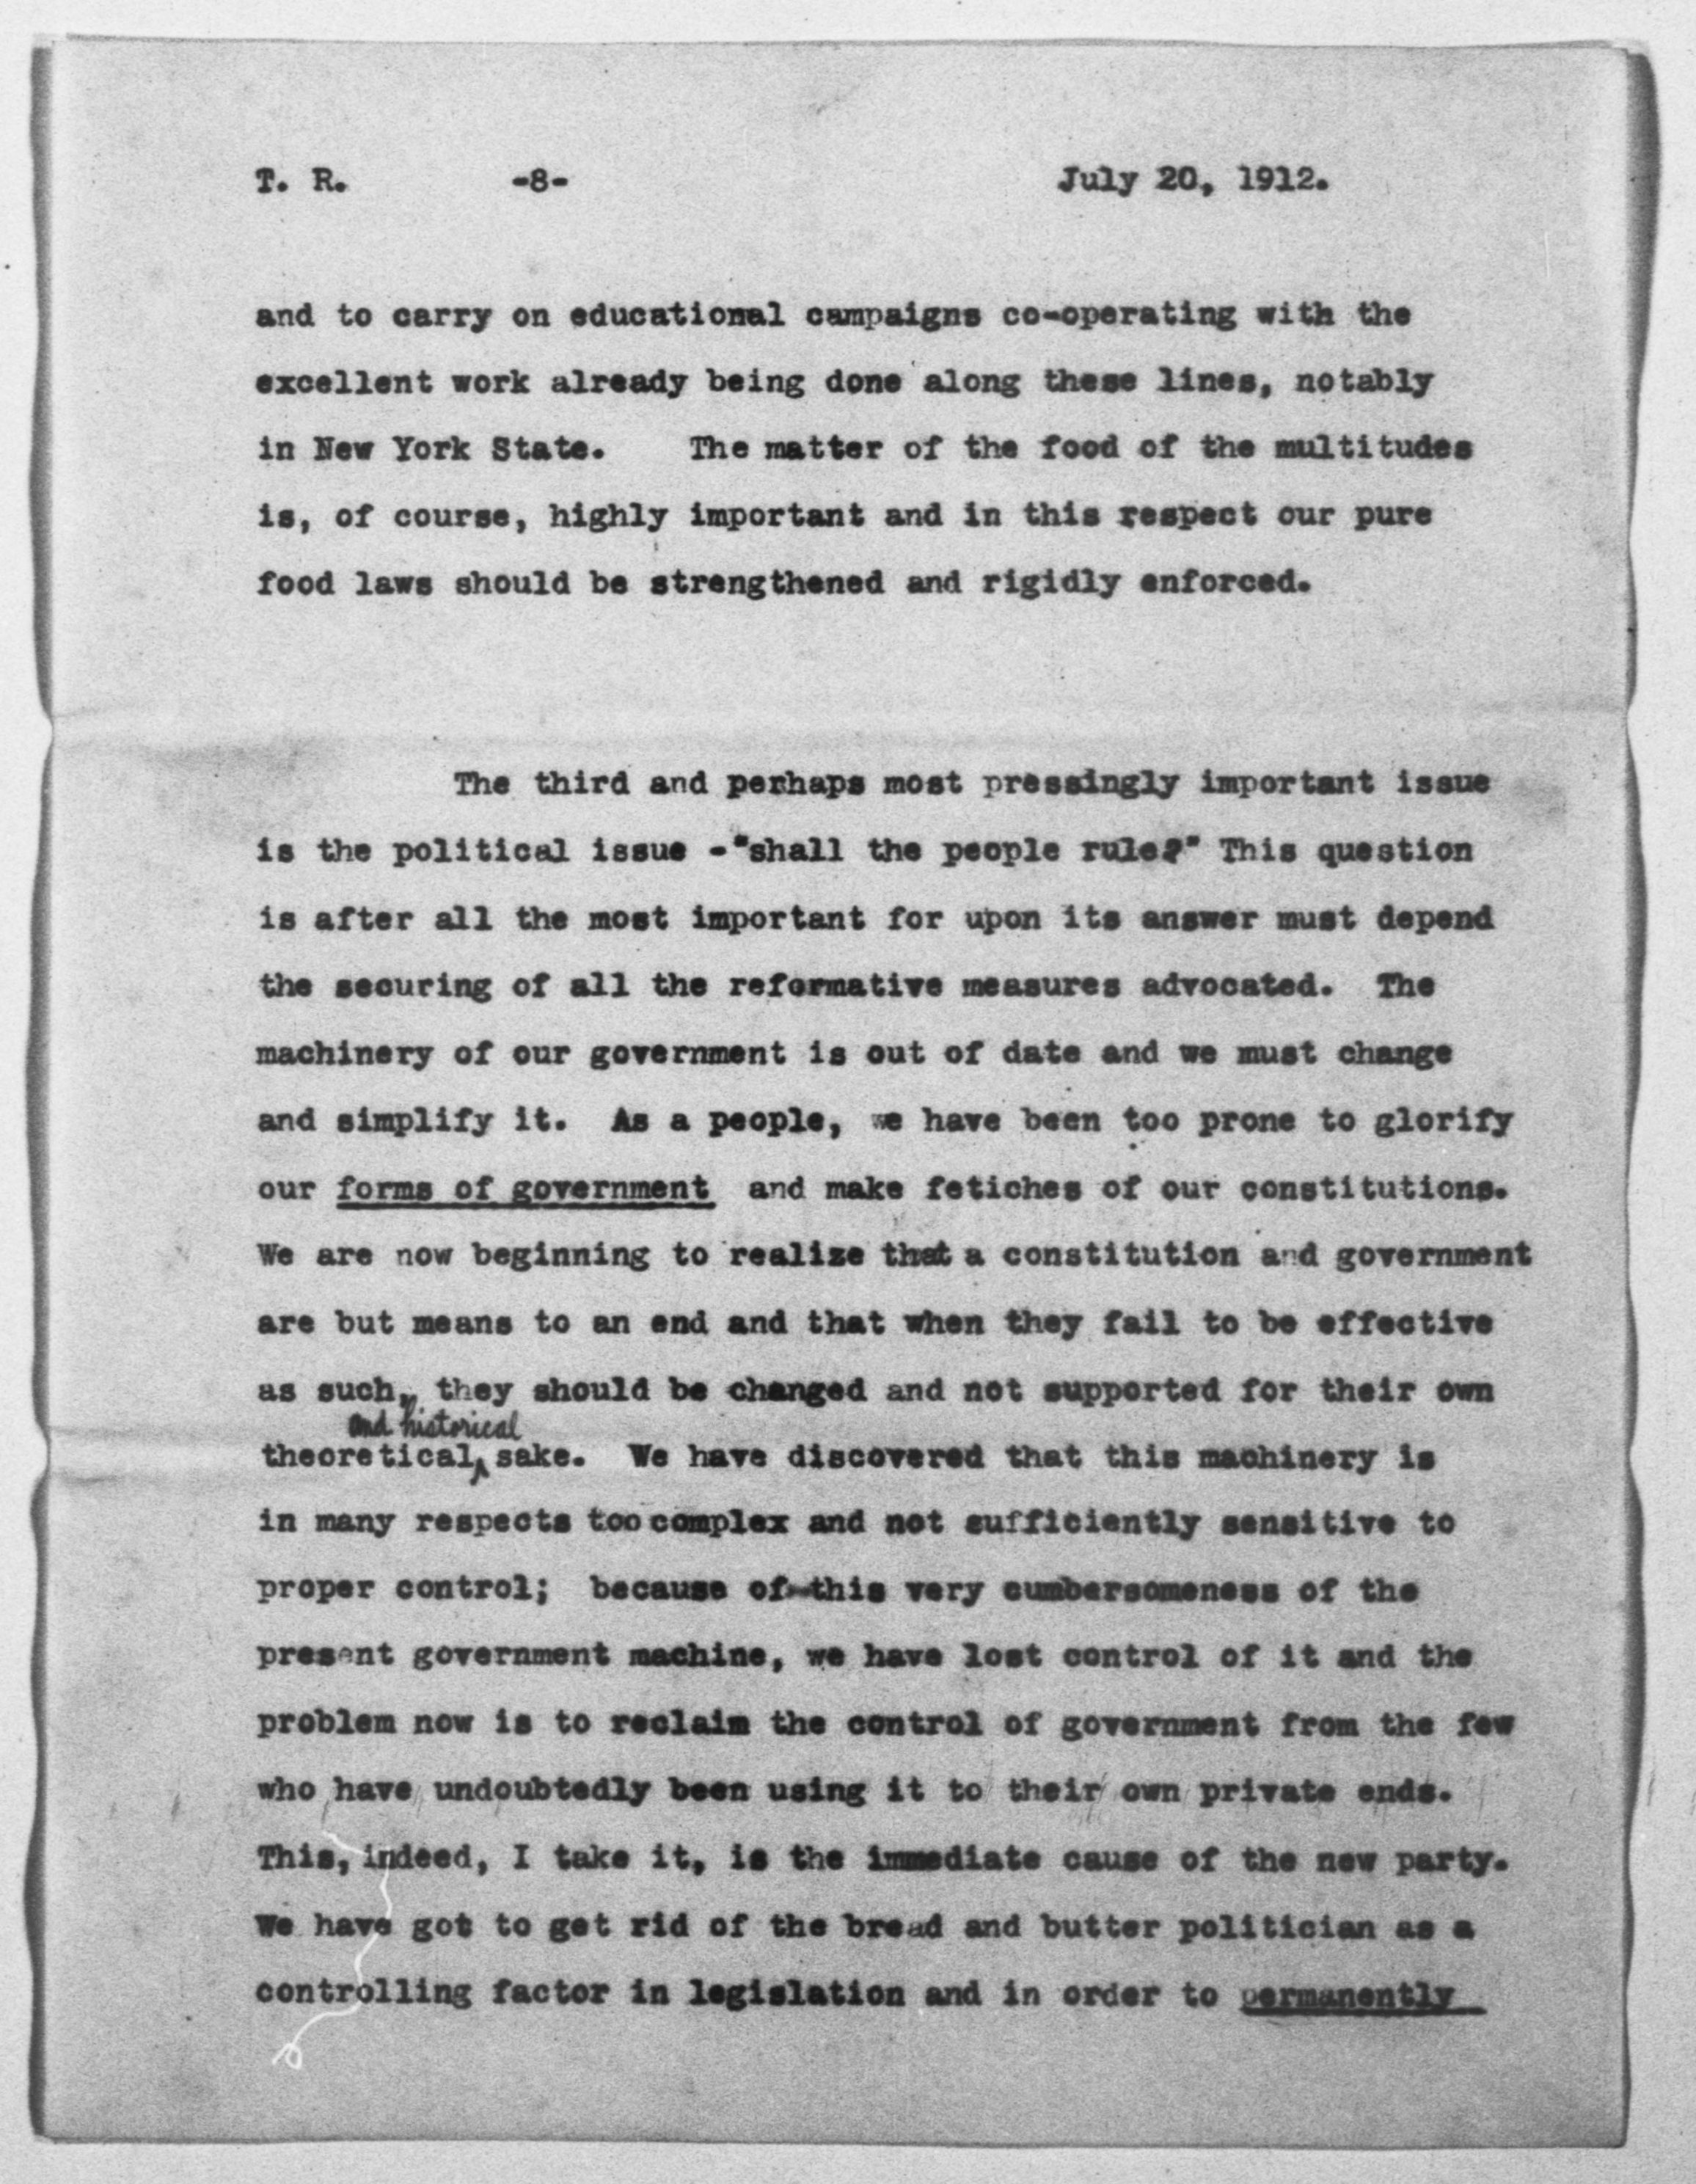 T. R. -8- July 20, 1912.
and to carry on educational campaigns co-operating with the
excellent work already being done along these lines, notably
in New York State. The matter of the food of the multitudes
is, of course, highly important and in this respect our pure
food laws should be strengthened and rigidly enforced.
The third and perhaps most pressingly important issue
is the political issue -"shall the people rule?" This question
is after all the most important for upon its answer must depend
the securing of all the reformative measures advocated. The
machinery of our government is out of date and we must change
and simplify it. As a people, we have been too prone to glorify
our forms of government and make fetiches of our constitutions.
We are now beginning to realize that a constitution and government
are but means to an end and that when they fail to be effective
as such, they should be changed and not supported for their own
and historical
theoretical sake. We have discovered that this machinery is
in many respects too complex and not sufficiently sensitive to
proper control; because of this very cumbersomeness of the
present government machine, we have lost control of it and the
problem now is to reclaim the control of government from the few
who have undoubtedly been using it to their own private ends.
This, indeed, I take it, is the immediate cause of the new party.
We have got to get rid of the bread and butter politician as a
controlling factor in legislation and in order to permanently